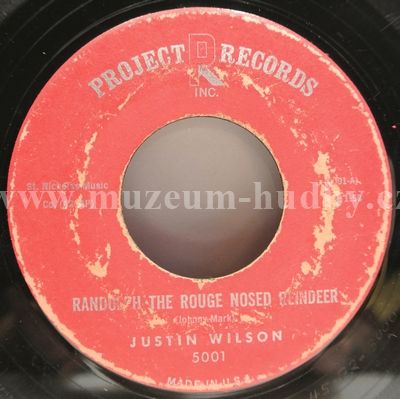 PROJECT R RECORDS
INC.
St. Nicholas Music
www.muzeum-hudby.cz
RANDOLPH THE ROUGE NOSED REINDEER
(Johnny Marks)
JUSTIN WILSON
5001
MADE IN U.S.A.